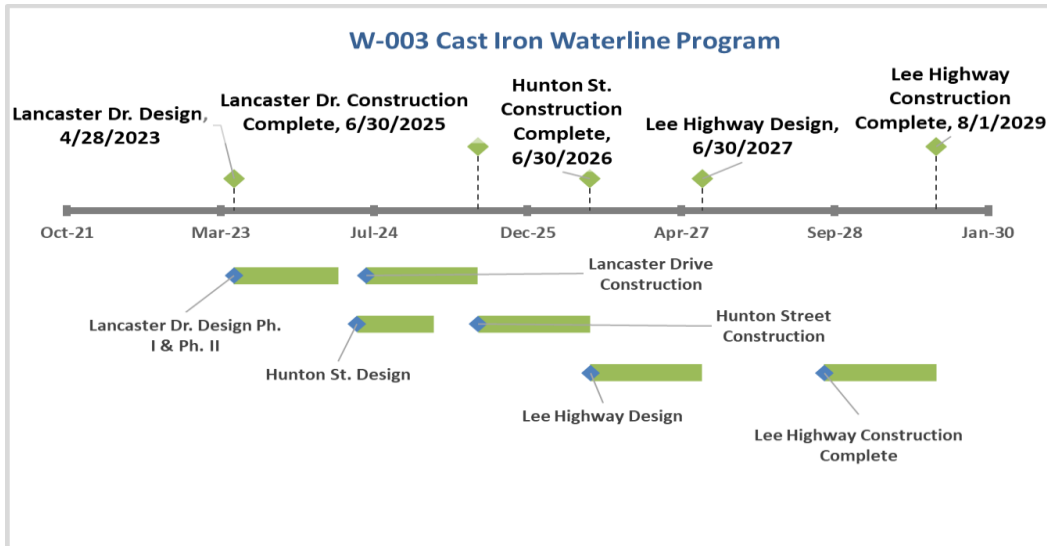 W-003 Cast Iron Waterline Program
Lancaster Dr. Design,
4/28/2023
Lancaster Dr. Construction
Complete, 6/30/2025
Hunton St.
Construction
Complete,
6/30/2026
Lee Highway Design,
6/30/2027
Lee Highway
Construction
Complete, 8/1/2029
Oct-21
Mar-23
Jul-24
Dec-25
Apr-27
Sep-28
Jan-30
Lancaster Dr. Design Ph.
I & Ph. II
Lancaster Drive
Construction
Hunton St. Design
Hunton Street
Construction
Lee Highway Design
Lee Highway Construction
Complete